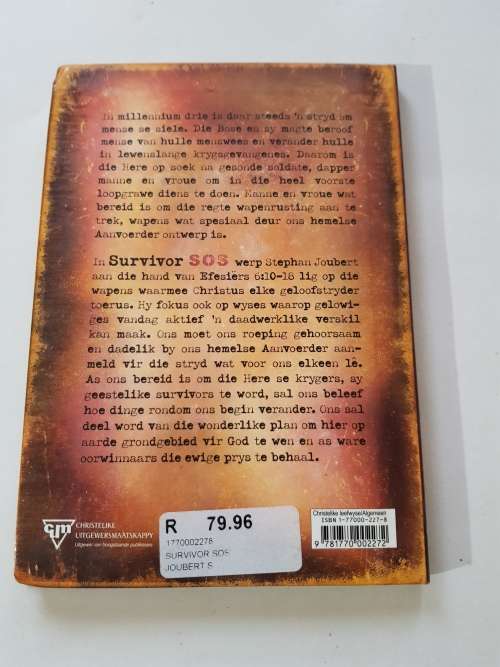 In millennium drie is daar steeds 'n stryd om
mense se siele. Die Bose en sy magte beroof
mense van hulle menswees en verander hulle
in lewenslange krygsgevangenes. Daarom is
die Here op soek na gesonde soldate, dapper
manne en vroue om in die heel voorste
loopgrawe diens te doen. Manne en vroue wat
bereid is om die regte wapenrusting aan te
trek, wapens wat spesiaal deur ons hemelse
Aanvoerder ontwerp is.
In Survivor SOS werp Stephan Joubert
aan die hand van Efesiërs 6:10-18 lig op die
wapens waarmee Christus elke geloofstryder
toerus. Hy fokus ook op wyses waarop gelowi-
ges vandag aktief 'n daadwerklike verskil
kan maak. Ons moet ons roeping gehoorsaam
en dadelik by ons hemelse Aanvoerder aan-
meld vir die stryd wat voor ons elkeen lê.
As ons bereid is om die Here se krygers, sy
geestelike survivors te word, sal ons beleef
hoe dinge rondom ons begin verander. Ons sal
deel word van die wonderlike plan om hier op
aarde grondgebied vir God te wen en as ware
oorwinnaars die ewige prys te behaal.
CUM
CHRISTELIKE
UITGEWERSMAATSKAPPY
Uitgewer van hoogstaande publikasies
R 79.96
1770002278
SURVIVOR SOS
JOUBERT S
Christelike leefwyse/Algemeen
ISBN 1-77000-227-8
9 781770 002272